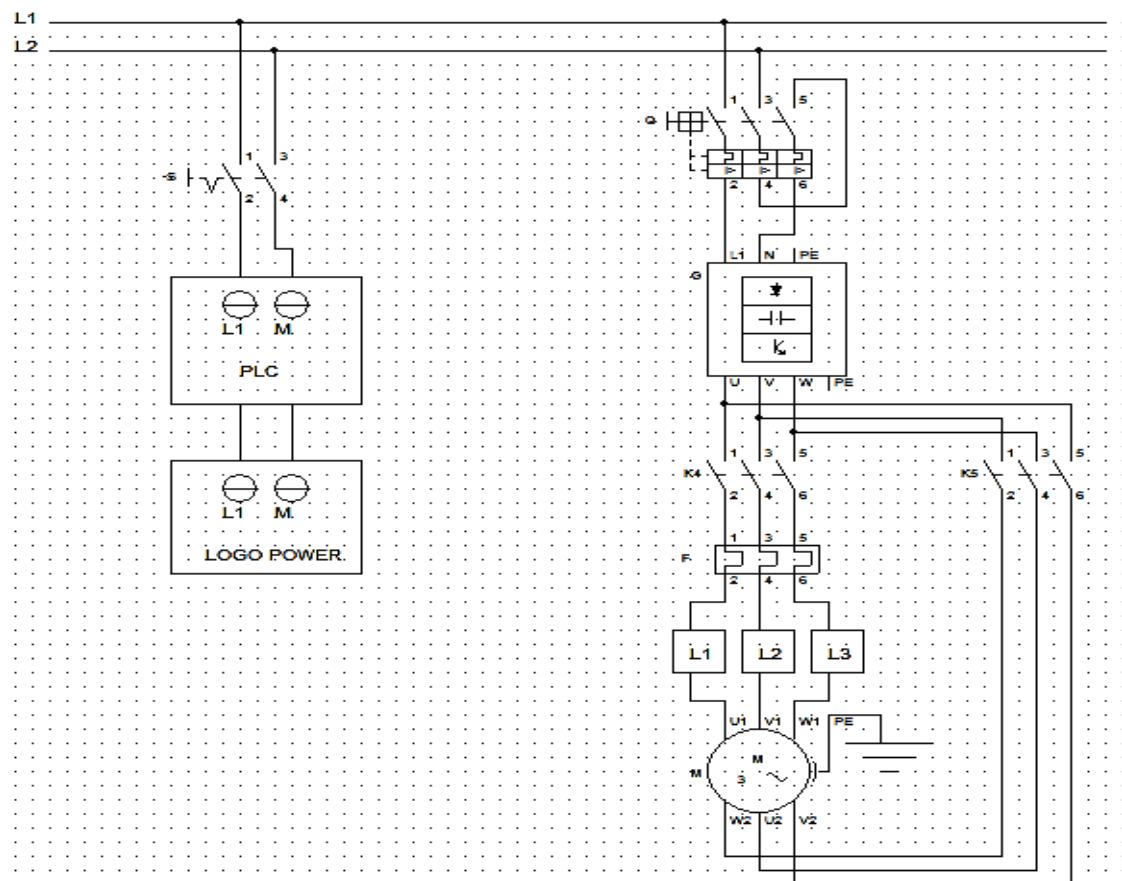 L1
L2
1 3 5
Q
2 4 6
1 3
-S
2 4
L1 N PE
G
L1 M.
PLC
U V W PE
1 3 5 1 3 5
K4 K5
2 4 6 2 4 6
L1 M.
LOGO POWER.
1 3 5
F
2 4 6
L1 L2 L3
U1 V1 W1 PE
M
M
3
W2 U2 V2